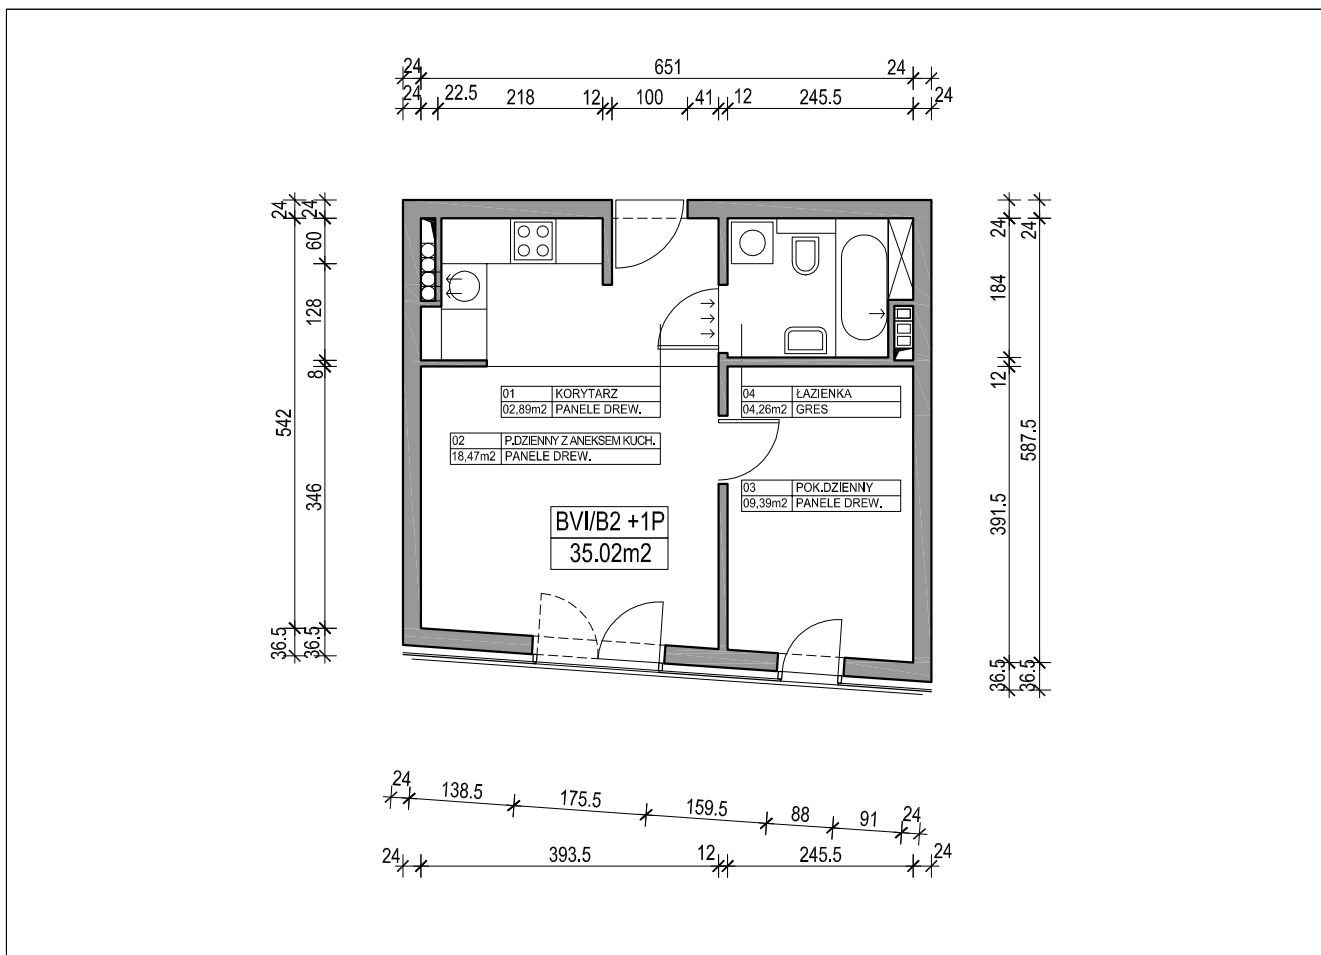 24 651 24
24 22.5 218 12 100 41 12 245.5 24
24 24
60
128
8
542
346
36.5 36.5
24 24
184
12
587.5
391.5
36.5 36.5
01 KORYTARZ
02,89m2 PANELE DREW.
04 ŁAZIENKA
04,26m2 GRES
02 P.DZIENNY Z ANEKSEM KUCH.
18,47m2 PANELE DREW.
03 POK.DZIENNY
09,39m2 PANELE DREW.
BVI/B2 +1P
35.02m2
24 138.5 175.5 159.5 88 91 24
24 393.5 12 245.5 24